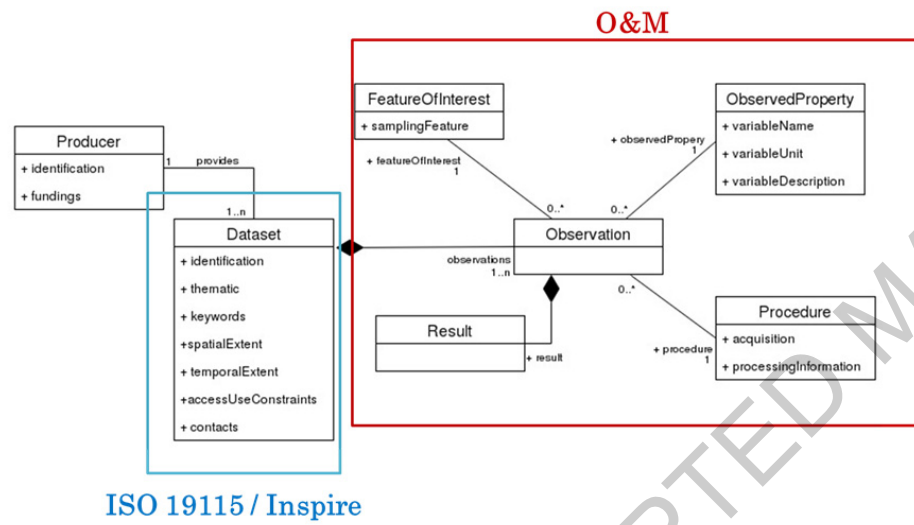 O&M
FeatureOfInterest
+ samplingFeature
+ featureOfInterest
1
0..*
ObservedProperty
+ variableName
+ variableUnit
+ variableDescription
+ observedPropery
1
0..*
Producer
+ identification
+ fundings
1
provides
1..n
Dataset
+ identification
+ thematic
+ keywords
+spatialExtent
+ temporalExtent
+accessUseConstraints
+ contacts
observations
1..n
Observation
0..*
Result
+ result
Procedure
+ acquisition
+ processingInformation
+ procedure
1
ISO 19115 / Inspire
RTED M